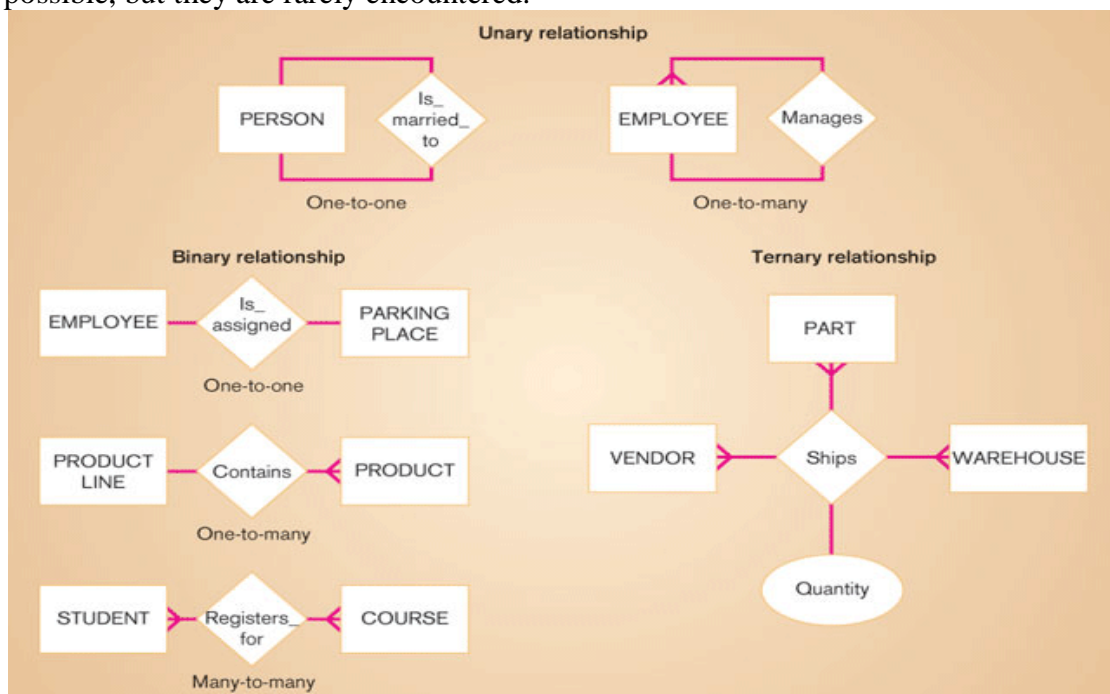 possible, but they are rarely encountered.
Unary relationship
PERSON
Is_
married_
to
One-to-one
EMPLOYEE
Manages
One-to-many
Binary relationship
EMPLOYEE
Is_
assigned
PARKING
PLACE
One-to-one
PRODUCT
LINE
Contains
PRODUCT
One-to-many
STUDENT
Registers_
for
COURSE
Many-to-many
Ternary relationship
PART
VENDOR
Ships
WAREHOUSE
Quantity